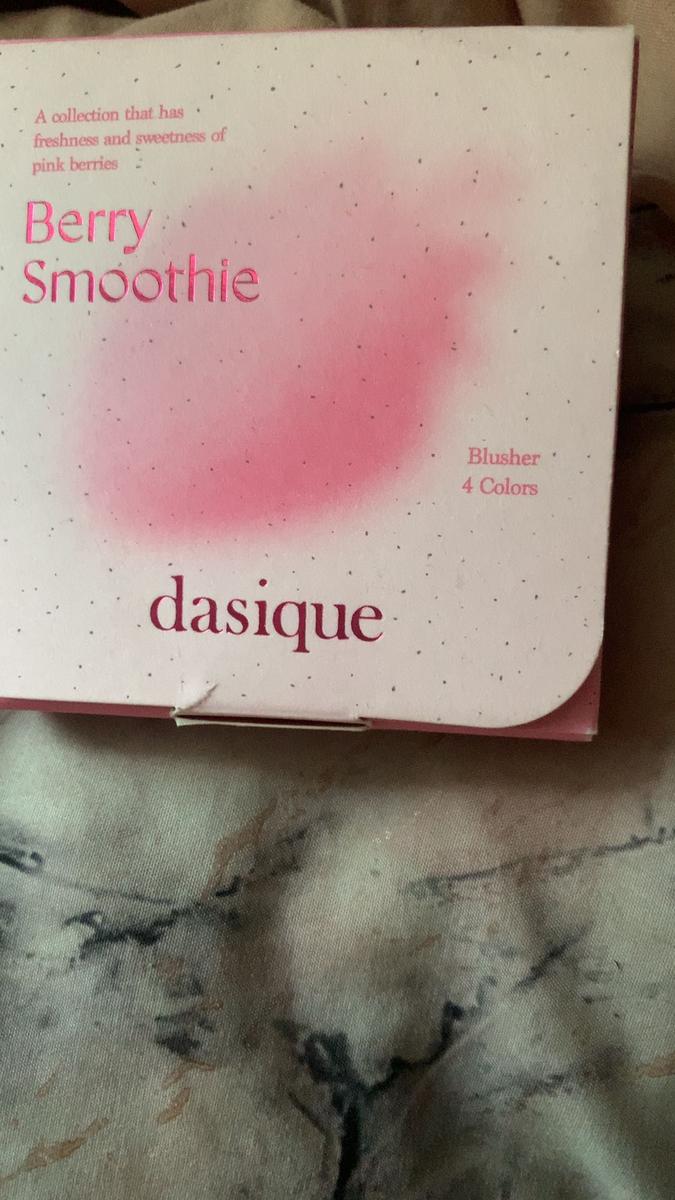 A collection that has
freshness and sweetness of
pink berries
Berry
Smoothie
Blusher
4 Colors
dasique